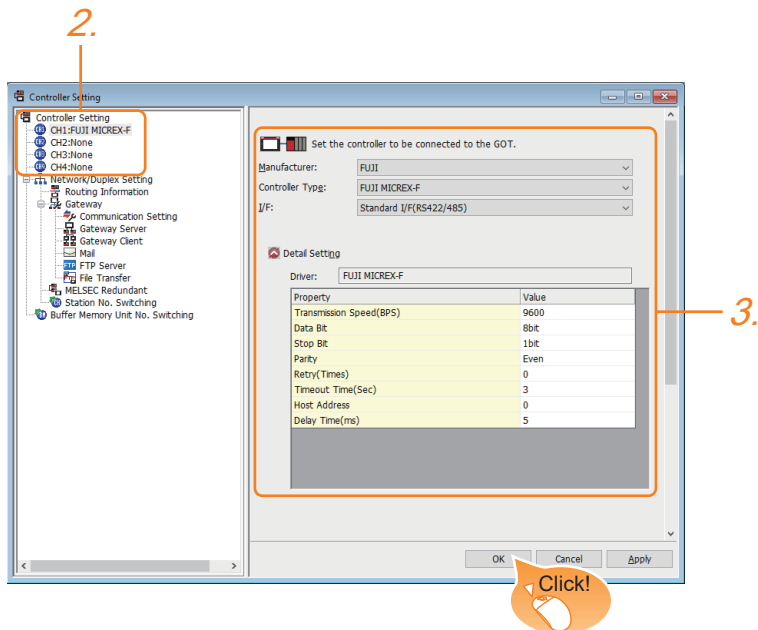 2.
Controller Setting
Controller Setting
CH1:FUJI MICREX-F
CH2:None
CH3:None
CH4:None
Network/Duplex Setting
Routing Information
Gateway
Communication Setting
Gateway Server
Gateway Client
Mail
FTP FTP Server
File Transfer
MELSEC Redundant
Station No. Switching
Buffer Memory Unit No. Switching
Set the controller to be connected to the GOT.
Manufacturer: FUJI
Controller Type: FUJI MICREX-F
I/F: Standard I/F(RS422/485)
Detail Setting
Driver: FUJI MICREX-F
Property Value
Transmission Speed(BPS) 9600
Data Bit 8bit
Stop Bit 1bit
Parity Even
Retry(Times) 0
Timeout Time(Sec) 3
Host Address 0
Delay Time(ms) 5
3.
OK Cancel Apply
Click!